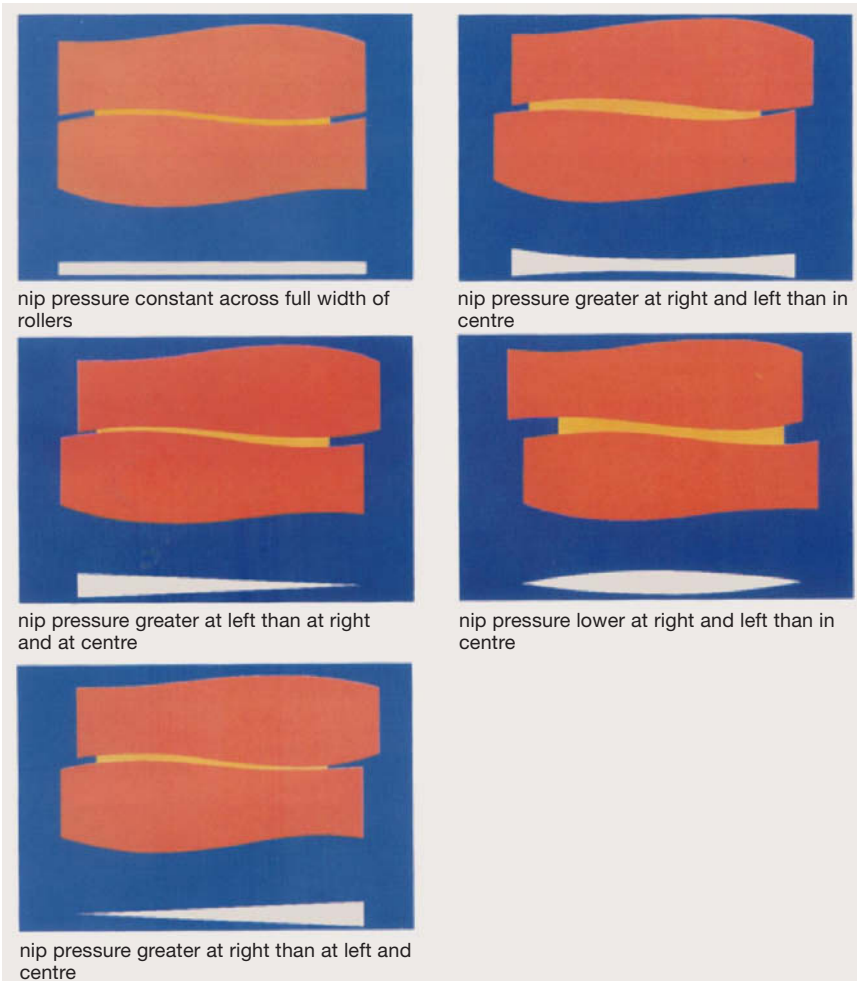 nip pressure constant across full width of
rollers
nip pressure greater at right and left than in
centre
nip pressure greater at left than at right
and at centre
nip pressure lower at right and left than in
centre
nip pressure greater at right than at left and
centre